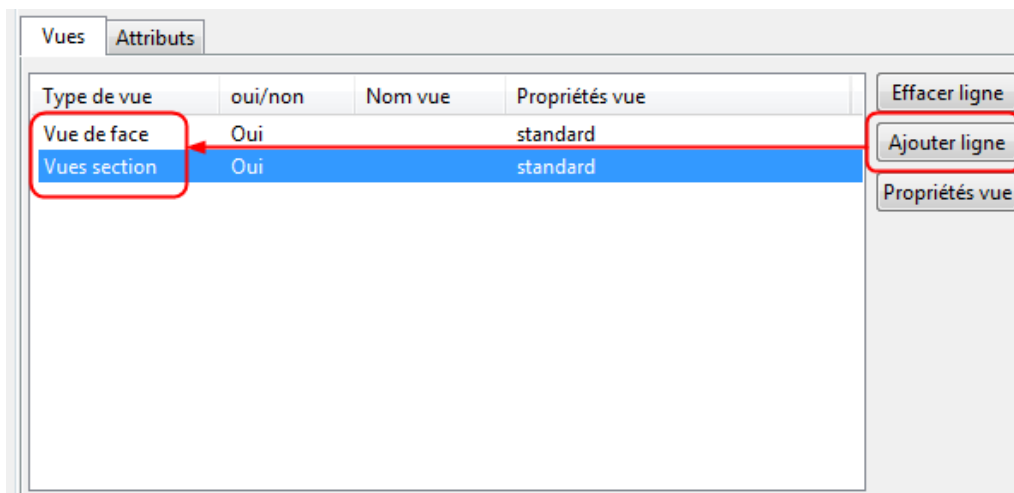 Vues Attributs
Type de vue oui/non Nom vue Propriétés vue Effacer ligne
Vue de face Oui standard Ajouter ligne
Vues section Oui standard
Propriétés vue